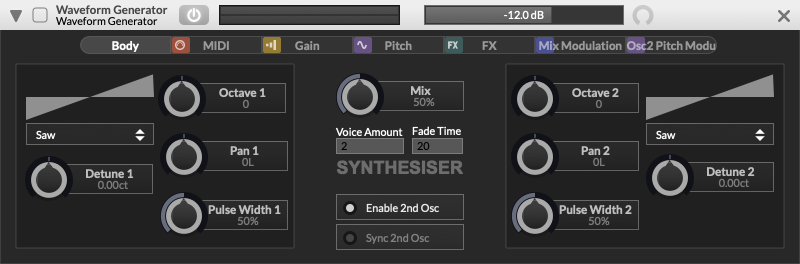 Waveform Generator
Waveform Generator
-12.0 dB
Body
MIDI
Gain
Pitch
FX
FX
Mix Modulation
Osc2 Pitch Modu
Saw
Octave 1
0
Pan 1
0L
Detune 1
0.00ct
Pulse Width 1
50%
Mix
50%
Voice Amount
Fade Time
2
20
SYNTHESISER
Enable 2nd Osc
Sync 2nd Osc
Octave 2
0
Pan 2
0L
Pulse Width 2
50%
Saw
Detune 2
0.00ct